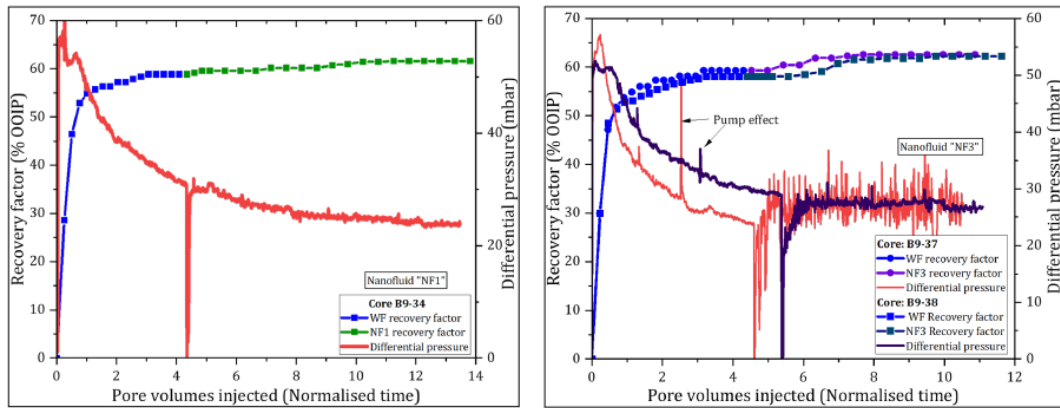 70
60
50
40
30
20
10
0
Recovery factor (% OOIP)
60
40
20
0
Differential pressure (mbar)
Nanofluid "NF1"
Core B9-34
WF recovery factor
NF1 recovery factor
Differential pressure
0 2 4 6 8 10 12 14
Pore volumes injected (Normalised time)
70
60
50
40
30
20
10
0
Recovery factor (% OOIP)
60
50
40
30
20
10
0
Differential pressure (mbar)
Pump effect
Nanofluid "NF3"
Core: B9-37
WF recovery factor
NF3 recovery factor
Differential pressure
Core: B9-38
WF Recovery factor
NF3 Recovery factor
Differential pressure
0 2 4 6 8 10 12
Pore volumes injected (Normalised time)